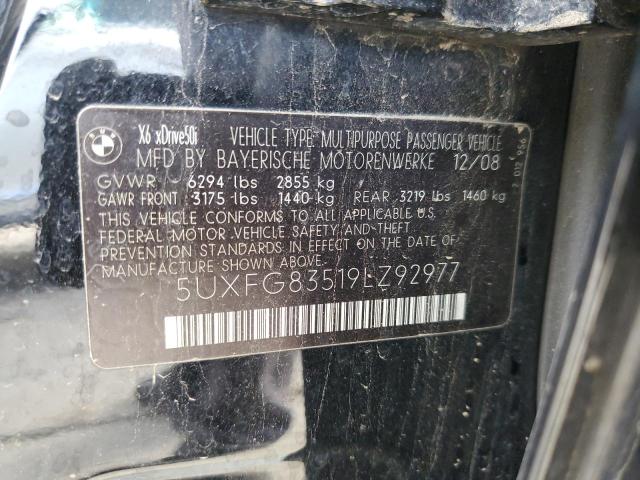 BMW
X6 xDrive50i VEHICLE TYPE: MULTIPURPOSE PASSENGER VEHICLE
MFD BY BAYERISCHE MOTORENWERKE 12/08
GVWR 6294 lbs 2855 kg
GAWR FRONT 3175 lbs 1440 kg REAR 3219 lbs 1460 kg
THIS VEHICLE CONFORMS TO ALL APPLICABLE U.S.
FEDERAL MOTOR VEHICLE SAFETY AND THEFT
PREVENTION STANDARDS IN EFFECT ON THE DATE OF
MANUFACTURE SHOWN ABOVE.
5UXFG83519LZ92977